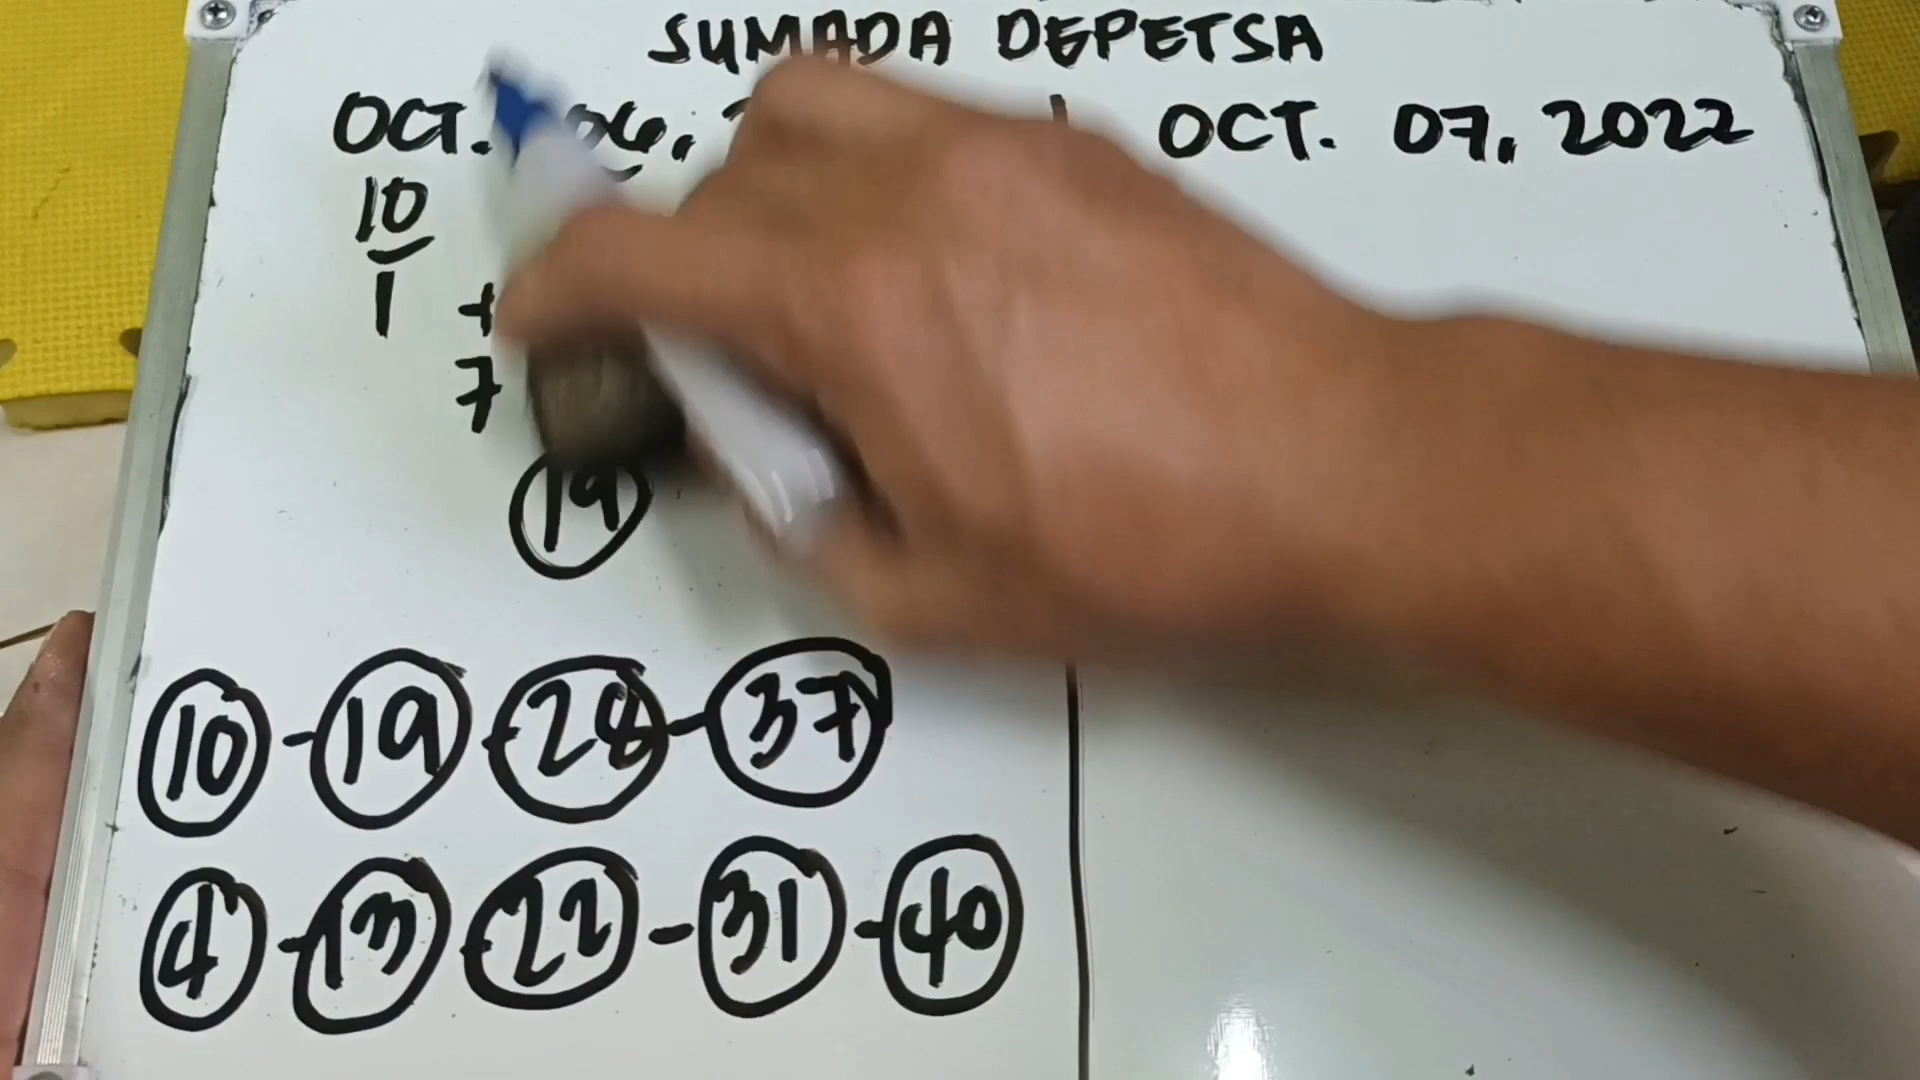 SUMADA DEPETSA
OCT. 06,
OCT. 07, 2022
10
1 +
7
19
10 - 19 - 28 - 37
4 - 13 - 22 - 31 - 40